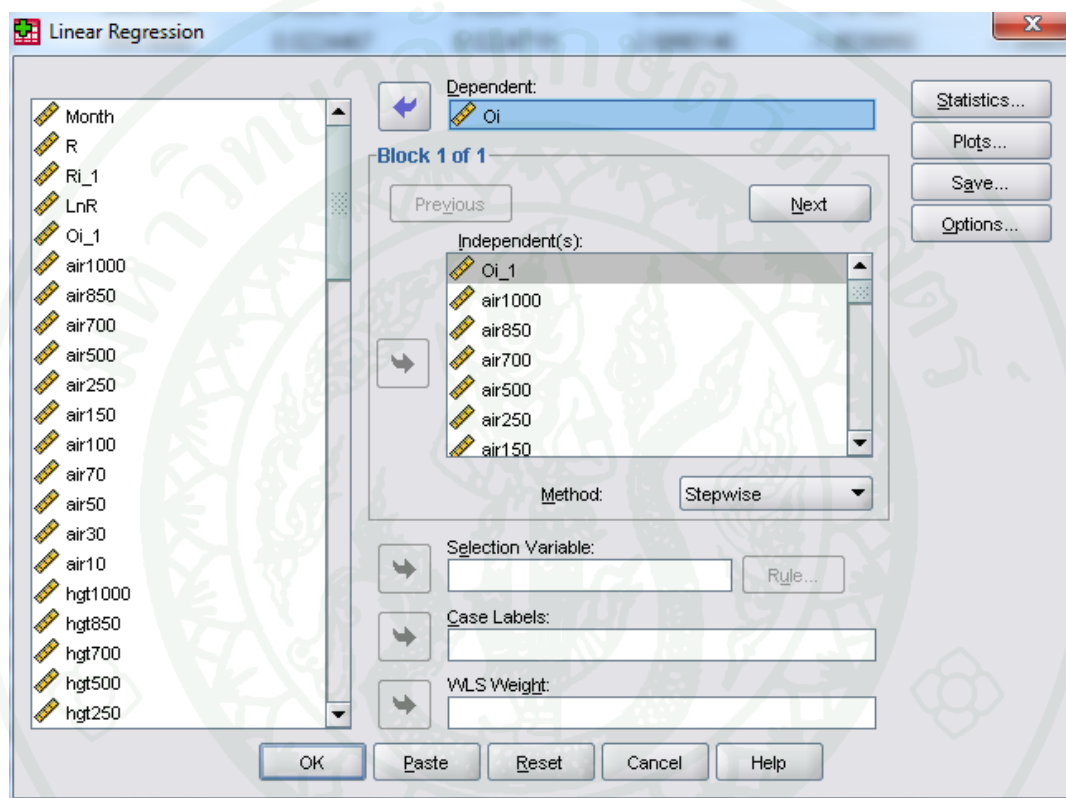 Linear Regression
Month
R
Ri_1
LnR
Oi_1
air1000
air850
air700
air500
air250
air150
air100
air70
air50
air30
air10
hgt1000
hgt850
hgt700
hgt500
hgt250
Dependent:
Oi
Block 1 of 1
Previous
Next
Independent(s):
Oi_1
air1000
air850
air700
air500
air250
air150
Method:
Stepwise
Selection Variable:
Rule...
Case Labels:
WLS Weight:
Statistics...
Plots...
Save...
Options...
OK
Paste
Reset
Cancel
Help